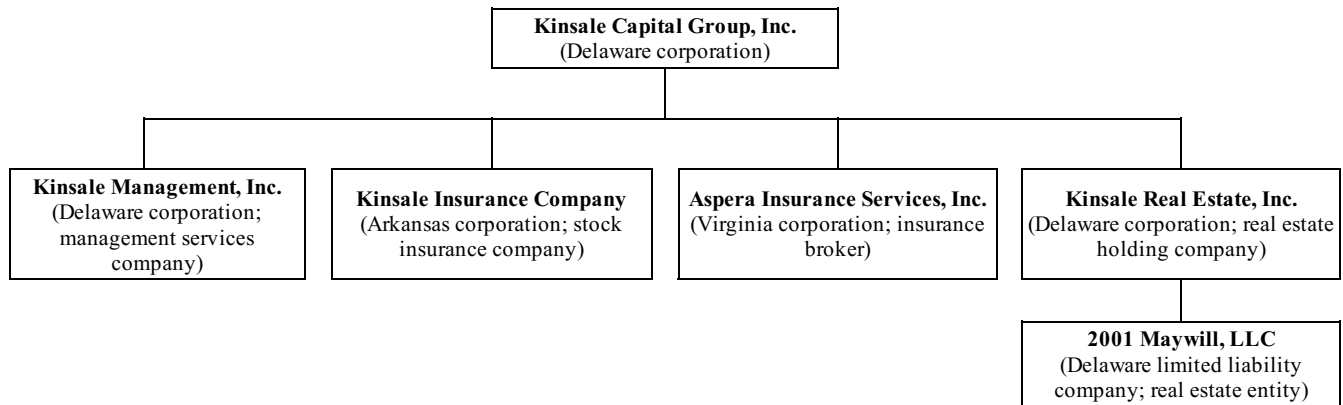 Kinsale Capital Group, Inc.
(Delaware corporation)
Kinsale Management, Inc.
(Delaware corporation;
management services
company)
Kinsale Insurance Company
(Arkansas corporation; stock
insurance company)
Aspera Insurance Services, Inc.
(Virginia corporation; insurance
broker)
Kinsale Real Estate, Inc.
(Delaware corporation; real estate
holding company)
2001 Maywill, LLC
(Delaware limited liability
company; real estate entity)